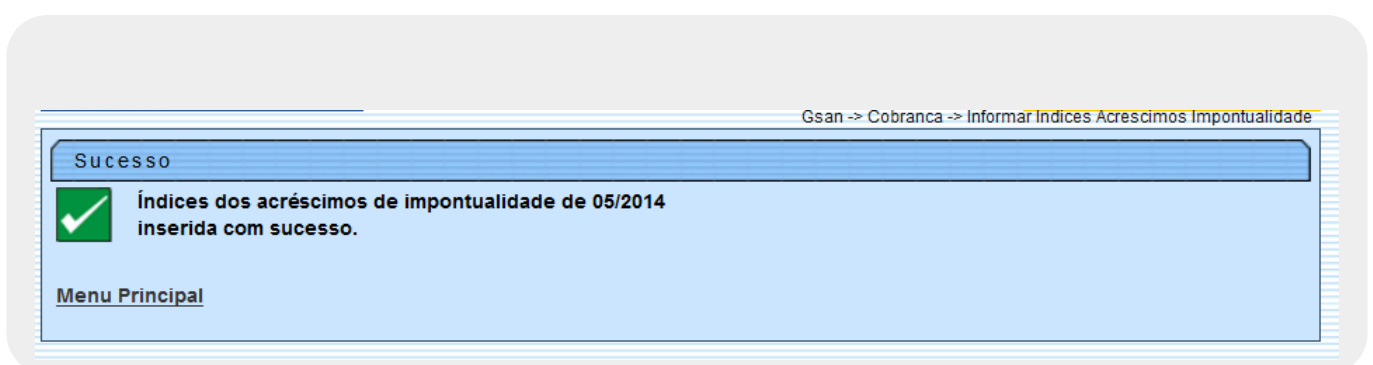 Gsan -> Cobranca -> Informar Indices Acrescimos Impontualidade
Sucesso
Índices dos acréscimos de impontualidade de 05/2014
inserida com sucesso.
Menu Principal